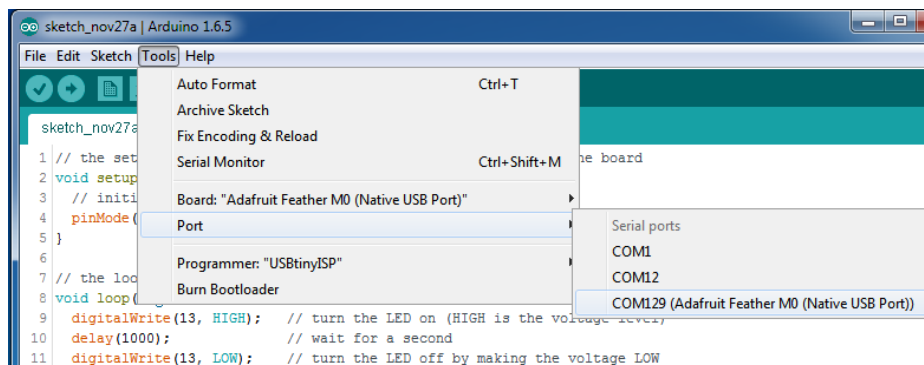 sketch_nov27a | Arduino 1.6.5
File Edit Sketch Tools Help
Auto Format Ctrl+T
Archive Sketch
Fix Encoding & Reload
Serial Monitor Ctrl+Shift+M
Board: "Adafruit Feather M0 (Native USB Port)"
Port
Programmer: "USBtinyISP"
Burn Bootloader
Serial ports
COM1
COM12
COM129 (Adafruit Feather M0 (Native USB Port))
sketch_nov27a
1 // the set board
2 void setup
3 // initi
4 pinMode(
5 }
6
7 // the loo
8 void loop(
9 digitalWrite(13, HIGH); // turn the LED on (HIGH is the voltage level)
10 delay(1000); // wait for a second
11 digitalWrite(13, LOW); // turn the LED off by making the voltage LOW